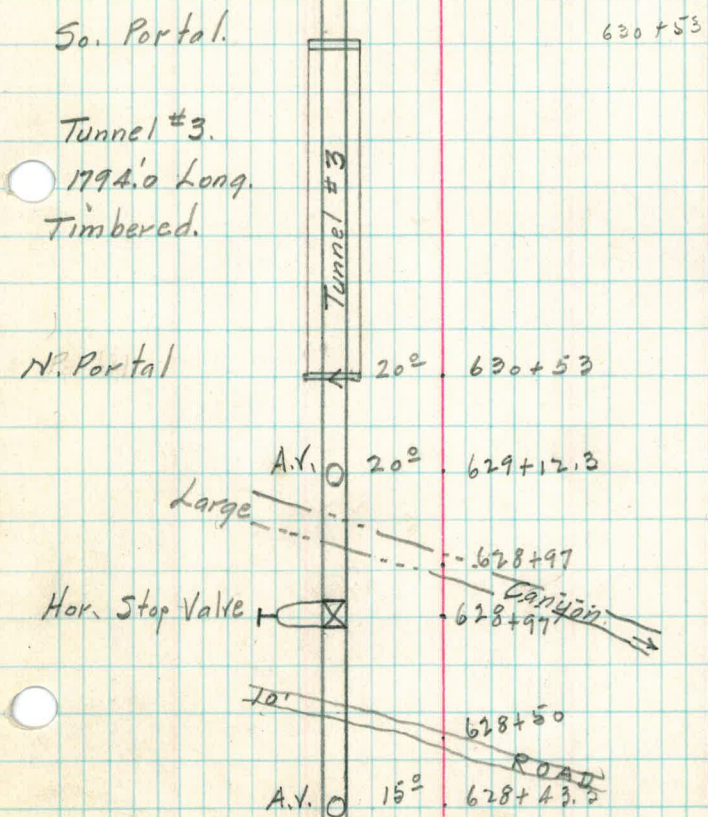 So. Portal.
630+53
Tunnel #3.
1794.0 Long.
Timbered.
Tunnel #3
N. Portal 20° 630+53
A.V. 20° 629+12.3
Large
628+97
Canyon
Hor. Stop Valve 628+97
10'
628+50
ROAD
A.V. 15° 628+43.5